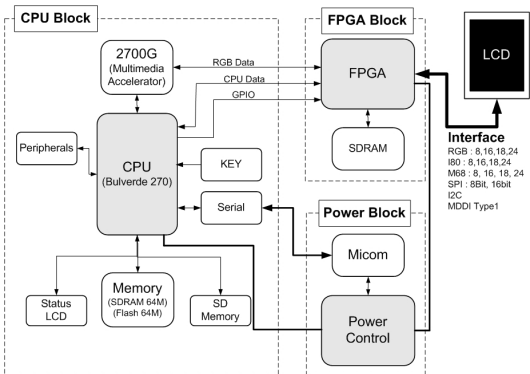 CPU Block
FPGA Block
2700G
(Multimedia
Accelerator)
RGB Data
CPU Data
GPIO
FPGA
LCD
Peripherals
CPU
(Bulverde 270)
KEY
SDRAM
Serial
Interface
RGB : 8,16,18,24
I80 : 8,16,18,24
M68 : 8, 16, 18, 24
SPI : 8Bit, 16bit
I2C
MDDI Type1
Power Block
Micom
Status
LCD
Memory
(SDRAM 64M)
(Flash 64M)
SD
Memory
Power
Control